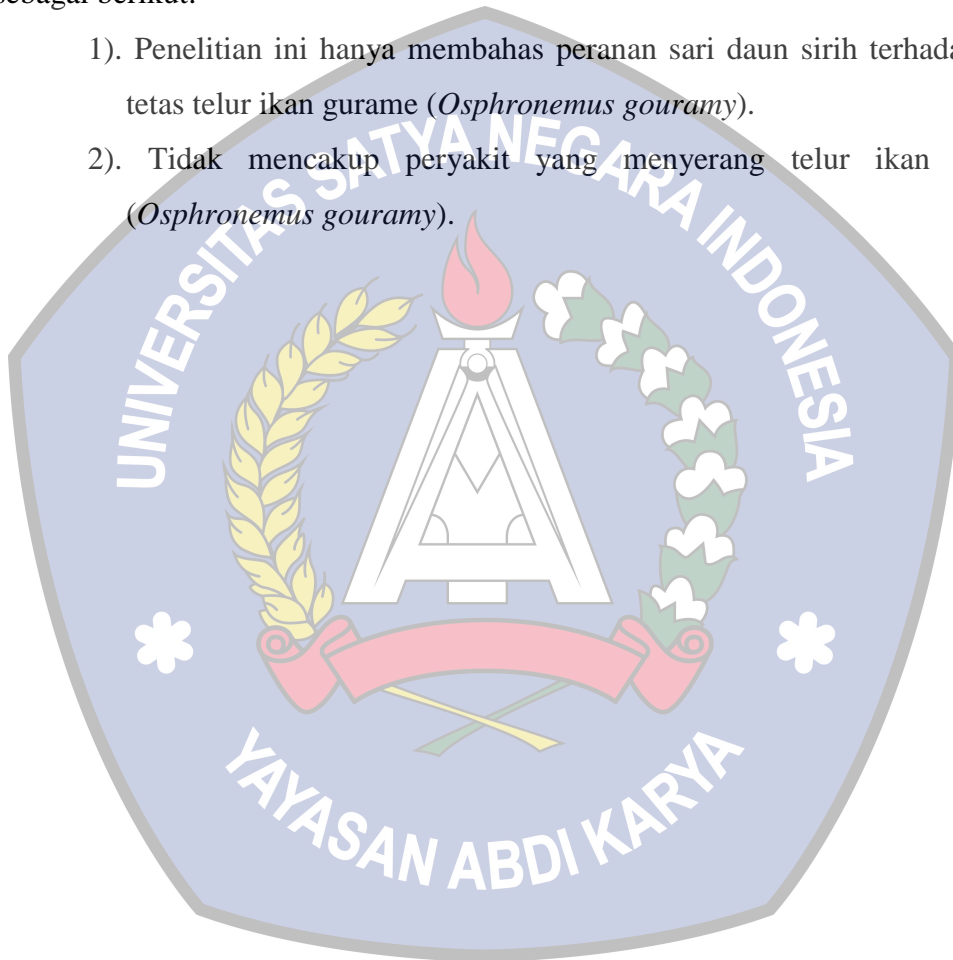 sebagai berikut:
1). Penelitian ini hanya membahas peranan sari daun sirih terhada
tetas telur ikan gurame (Osphronemus gouramy).
2). Tidak mencakup peryakit yang menyerang telur ikan
(Osphronemus gouramy).
UNIVERSITAS SATYA NEGARA INDONESIA
YAYASAN ABDI KARYA